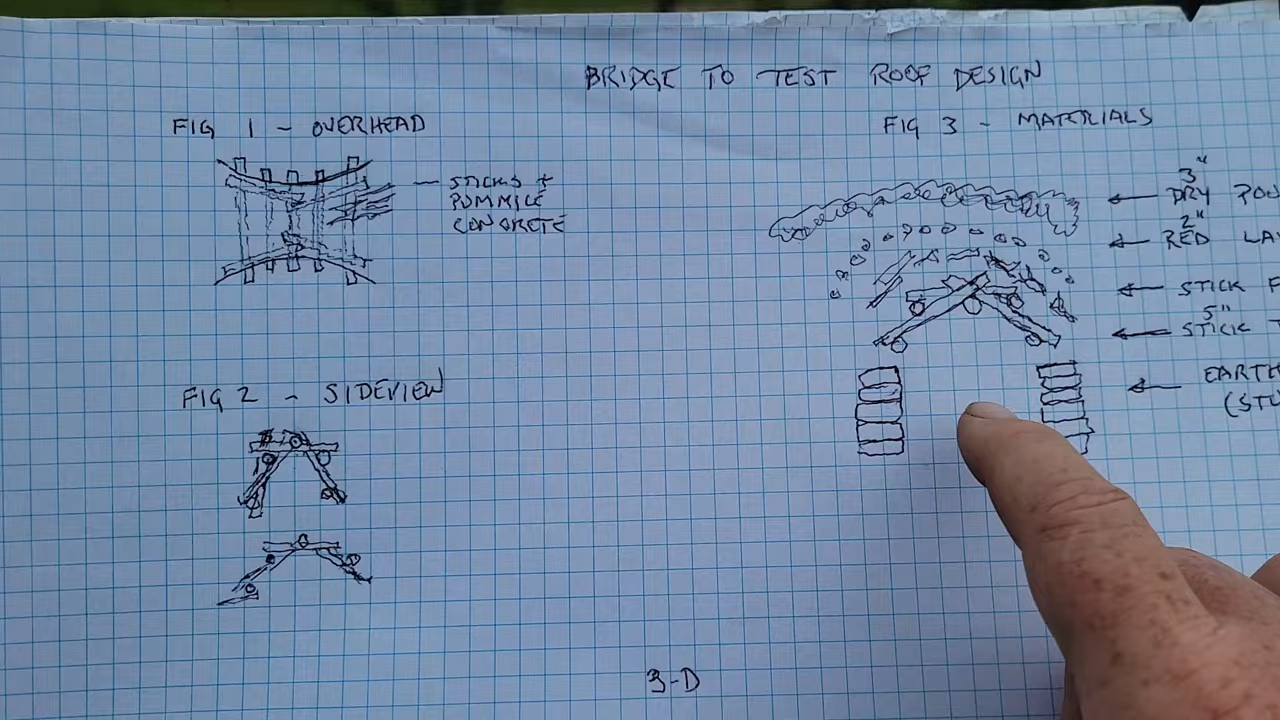 BRIDGE TO TEST ROOF DESIGN
FIG 1 - OVERHEAD
STICKS +
PUMMICE
CONCRETE
FIG 2 - SIDEVIEW
FIG 3 - MATERIALS
3"
DRY
2"
RED
STICK
5"
STICK
EARTH
3-D